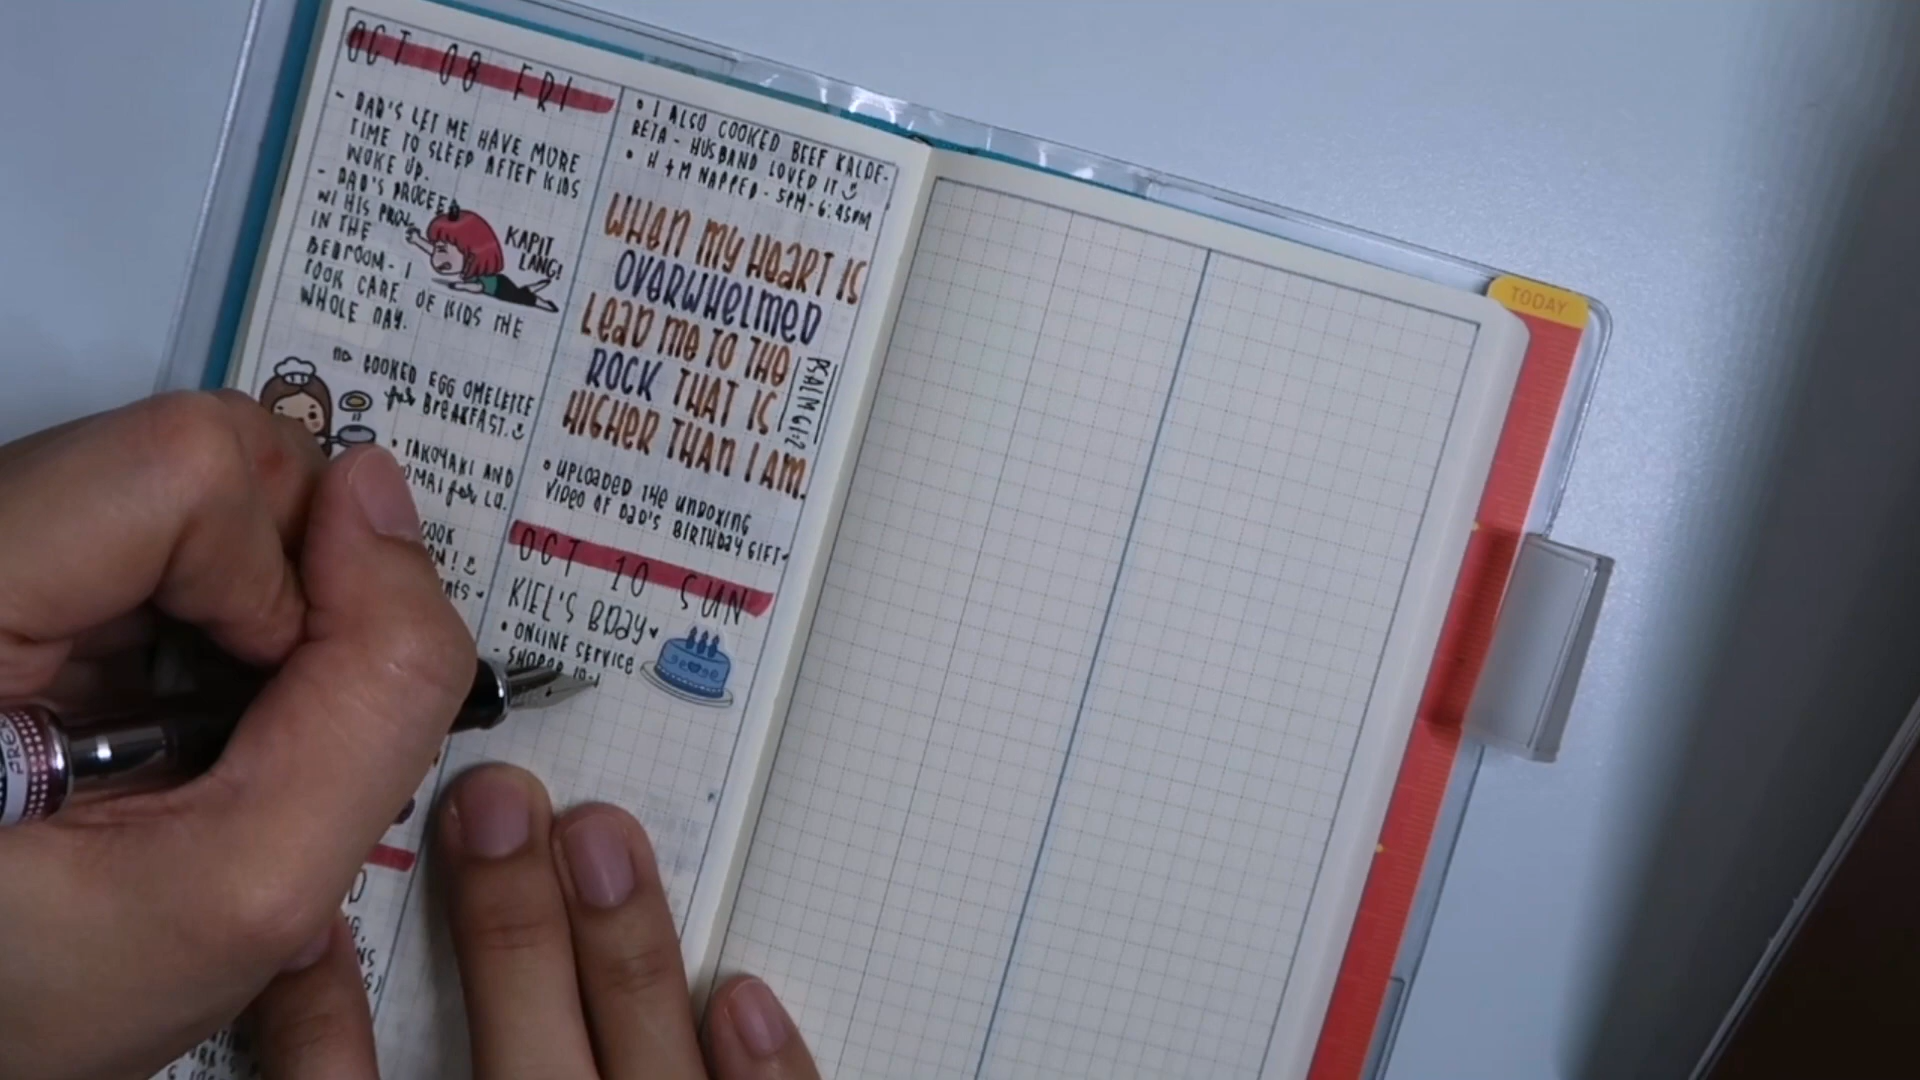 OCT 08 FRI
- DAD'S LET ME HAVE MORE
TIME TO SLEEP AFTER KIDS
WOKE UP.
- DAD'S PROCEED
W/ HIS
IN THE
BEDROOM - I
TOOK CARE OF KIDS THE
WHOLE DAY.
KAPIT
LANG!
COOKED EGG OMELETTE
for BREAKFAST.
• TAKOYAKI AND
for LU.
COOK
• I ALSO COOKED BEEF KALDE-
RETA - HUSBAND LOVED IT
• H + M NAPPED - 5PM - 6:45PM
WHEN MY HEART IS
OVERWHELMED
LEAD ME TO THE
ROCK THAT IS
HIGHER THAN I AM.
PSALM 61:2
• UPLOADED THE UNBOXING
VIDEO OF DAD'S BIRTHDAY GIFT
OCT 10 SUN
KIEL'S BDAY
• ONLINE SERVICE
TODAY